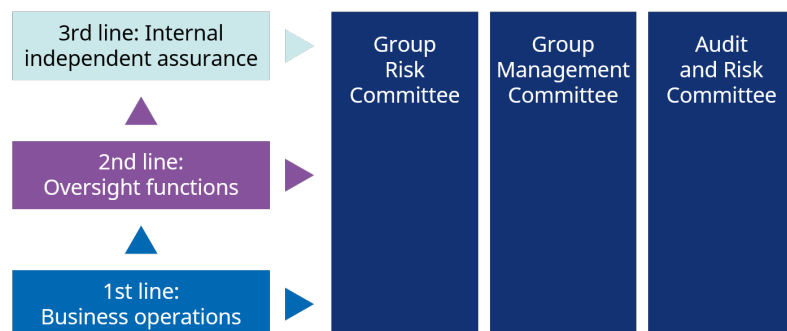 3rd line: Internal
independent assurance
2nd line:
Oversight functions
1st line:
Business operations
Group
Risk
Committee
Group
Management
Committee
Audit
and Risk
Committee